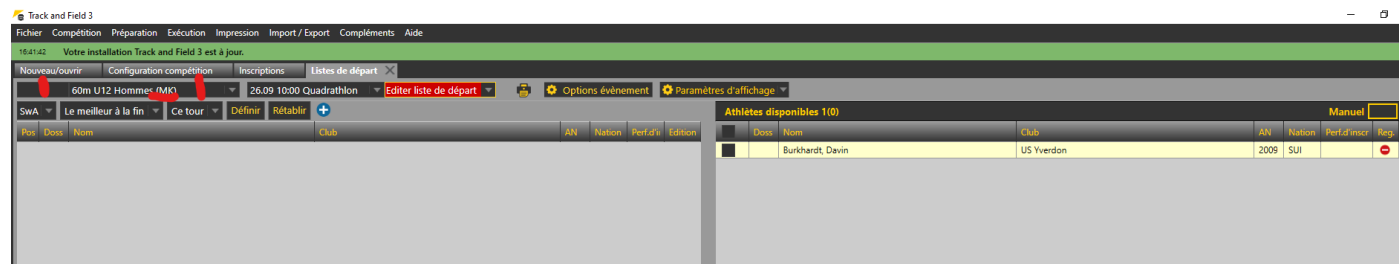 Track and Field 3
Fichier Compétition Préparation Exécution Impression Import / Export Compléments Aide
16:41:42 Votre installation Track and Field 3 est à jour.
Nouveau/ouvrir Configuration compétition Inscriptions Listes de départ
60m U12 Hommes (MK) 26.09 10:00 Quadrathlon Editer liste de départ Options évènement Paramètres d'affichage
SwA Le meilleur à la fin Ce tour Définir Rétablir Athlètes disponibles 1(0) Manuel
Pos Doss Nom Club AN Nation Perf.d'i Edition Doss Nom Club AN Nation Perf.d'inscr Reg.
Burkhardt, Davin US Yverdon 2009 SUI